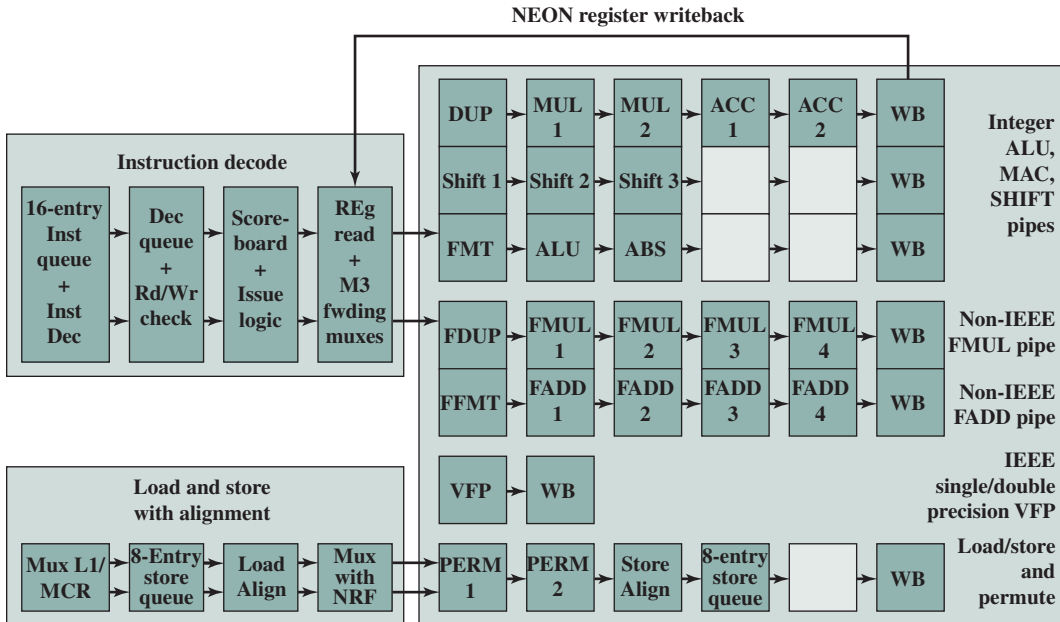 NEON register writeback
Instruction decode
16-entry
Inst
queue
+
Inst
Dec
Dec
queue
+
Rd/Wr
check
Score-
board
+
Issue
logic
REg
read
+
M3
fwding
muxes
DUP
MUL
1
MUL
2
ACC
1
ACC
2
WB
Shift 1
Shift 2
Shift 3
WB
FMT
ALU
ABS
WB
Integer
ALU,
MAC,
SHIFT
pipes
FDUP
FMUL
1
FMUL
2
FMUL
3
FMUL
4
WB
Non-IEEE
FMUL pipe
FFMT
FADD
1
FADD
2
FADD
3
FADD
4
WB
Non-IEEE
FADD pipe
VFP
WB
IEEE
single/double
precision VFP
Load and store
with alignment
Mux L1/
MCR
8-Entry
store
queue
Load
Align
Mux
with
NRF
PERM
1
PERM
2
Store
Align
8-entry
store
queue
WB
Load/store
and
permute